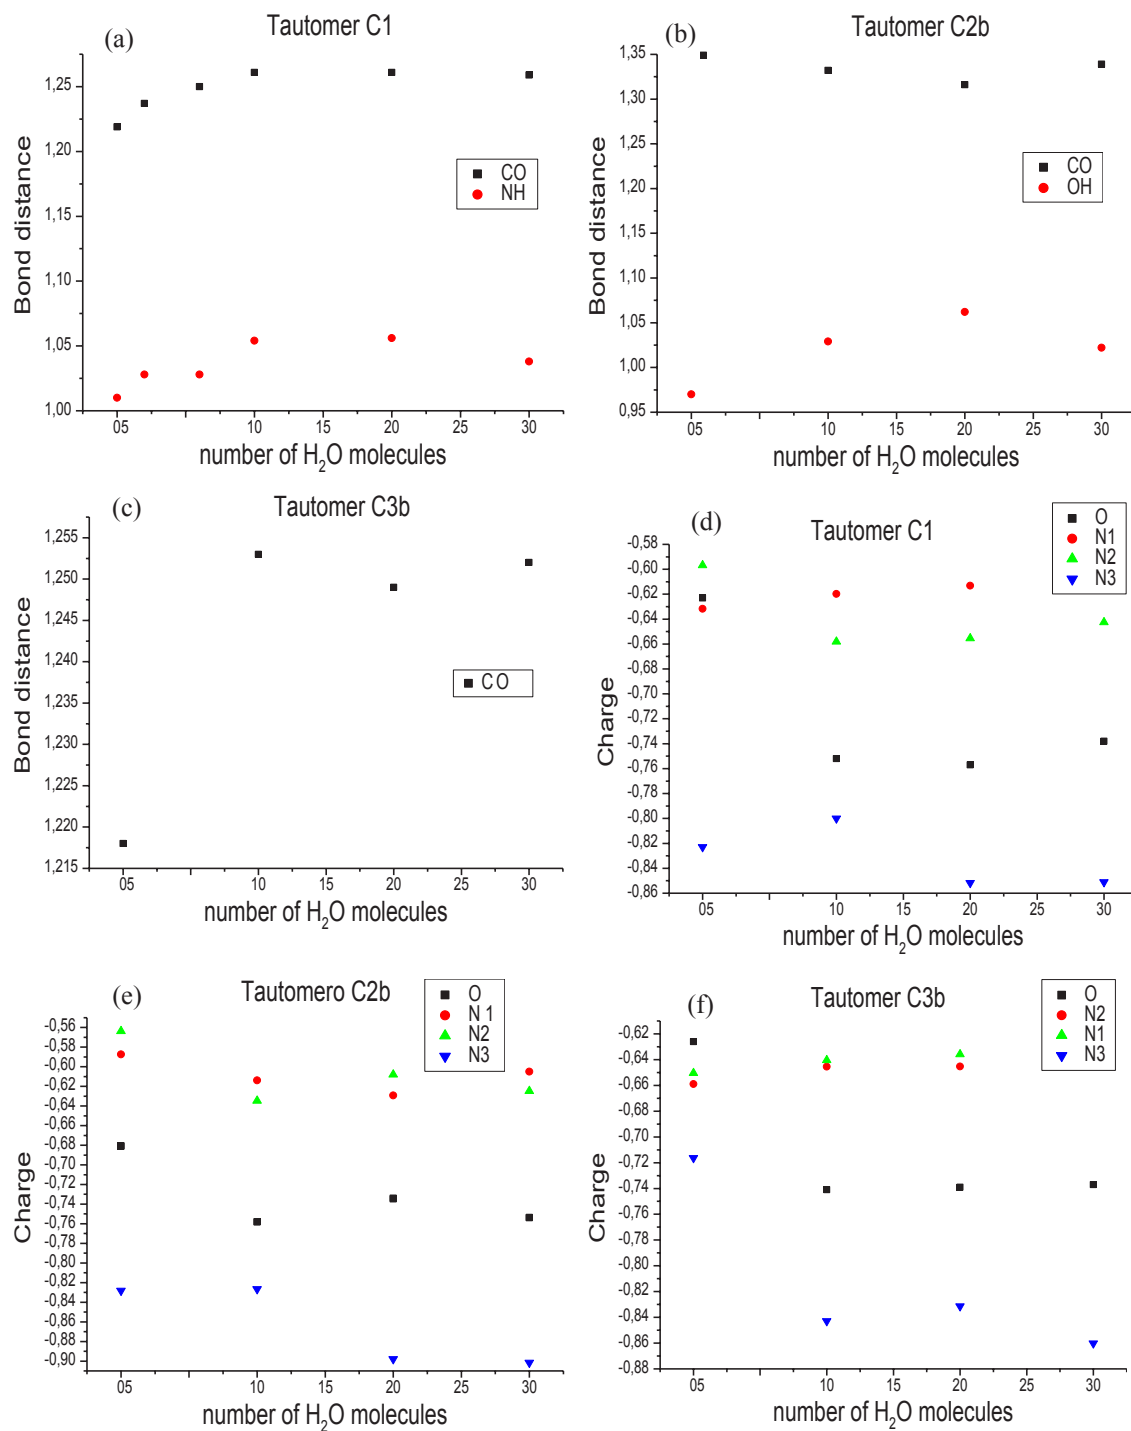 (a)
Tautomer C1
1,25
1,20
1,15
1,10
1,05
1,00
Bond distance
CO
NH
05 10 15 20 25 30
number of H2O molecules
(b)
Tautomer C2b
1,35
1,30
1,35
1,20
1,35
1,10
1,05
1,00
0,95
Bond distance
CO
OH
05 10 15 20 25 30
number of H2O molecules
(c)
Tautomer C3b
1,255
1,250
1,245
1,240
1,235
1,230
1,225
1,220
1,215
Bond distance
CO
05 10 15 20 25 30
number of H2O molecules
(d)
Tautomer C1
O
N1
N2
N3
-0,58
-0,60
-0,62
-0,64
-0,66
-0,68
-0,70
-0,72
-0,74
-0,76
-0,78
-0,80
-0,82
-0,84
-0,86
Charge
05 10 15 20 25 30
number of H2O molecules
(e)
Tautomero C2b
O
N 1
N2
N3
-0,56
-0,58
-0,60
-0,62
-0,64
-0,66
-0,68
-0,70
-0,72
-0,74
-0,76
-0,78
-0,80
-0,82
-0,84
-0,86
-0,88
-0,90
Charge
05 10 15 20 25 30
number of H2O molecules
(f)
Tautomer C3b
O
N2
N1
N3
-0,62
-0,64
-0,66
-0,68
-0,70
-0,72
-0,74
-0,76
-0,78
-0,80
-0,82
-0,84
-0,86
-0,88
Charge
05 10 15 20 25 30
number of H2O molecules